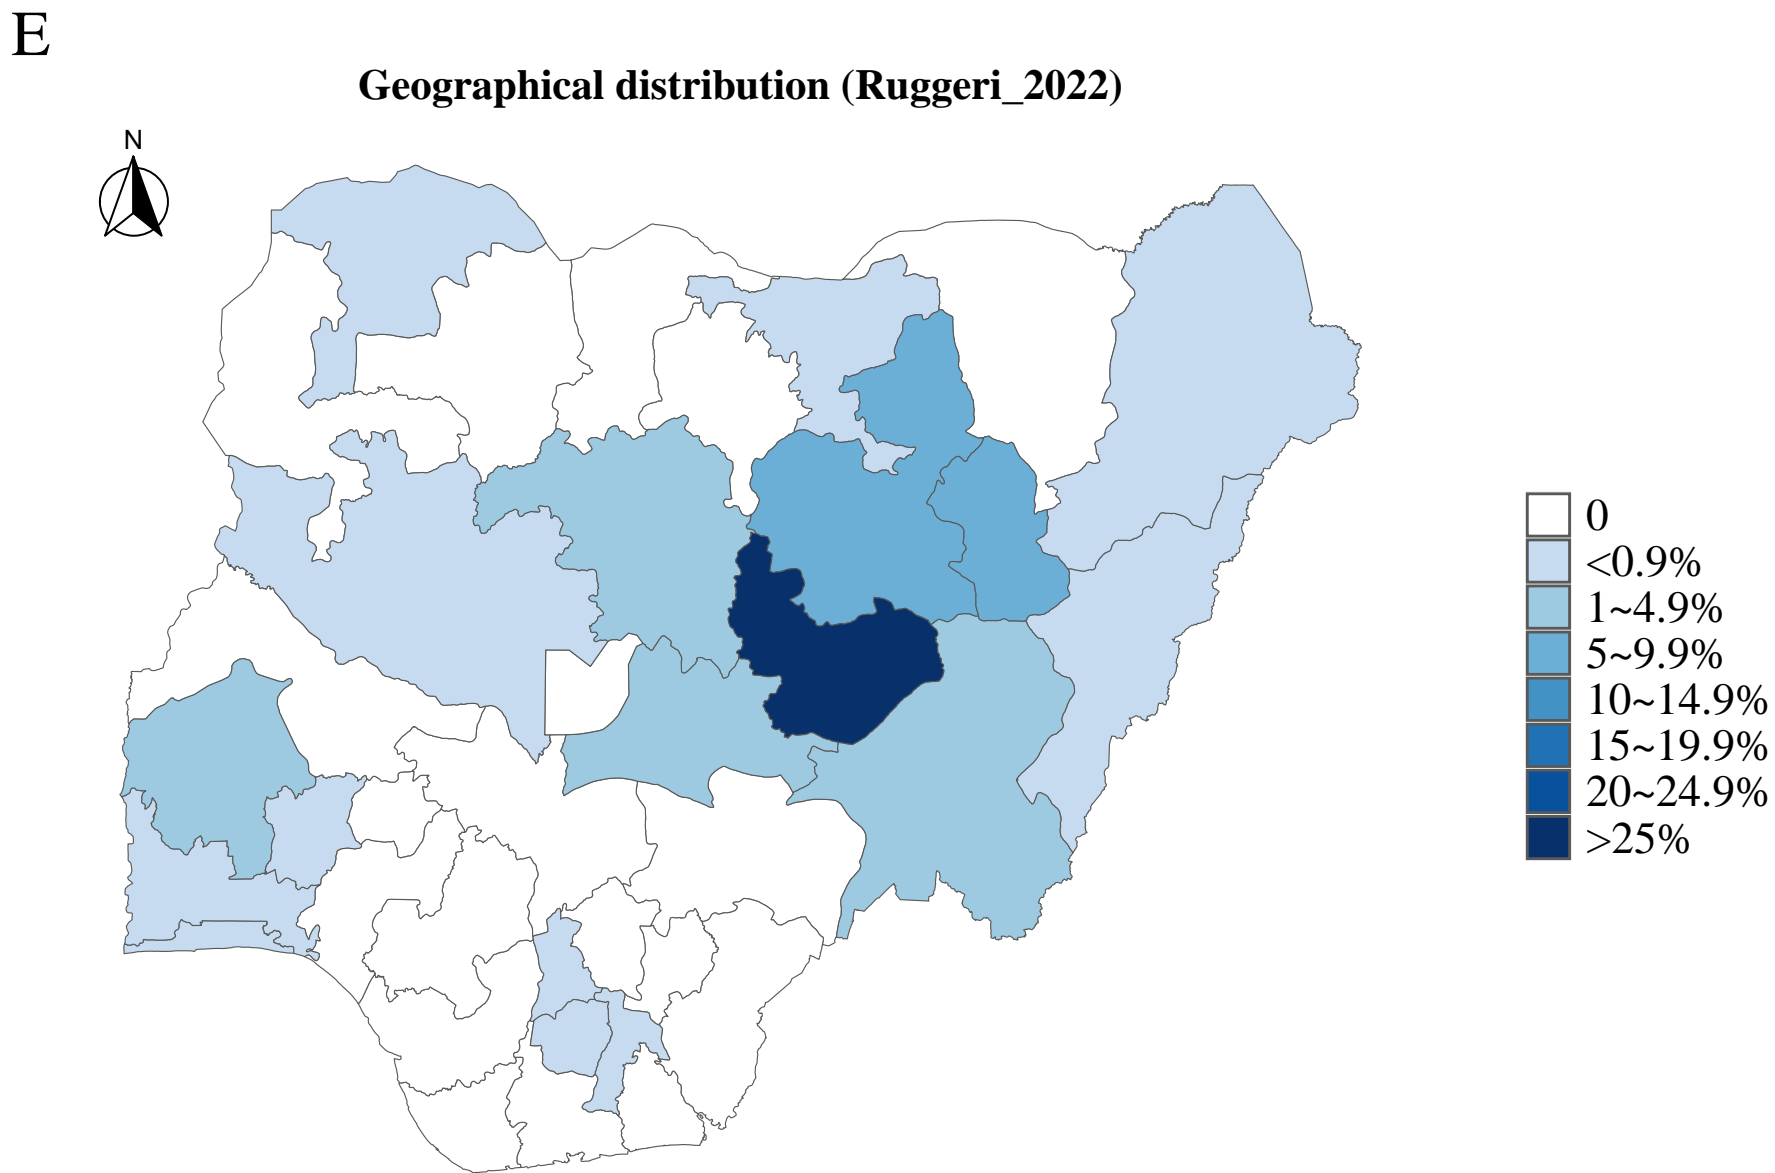 E
Geographical distribution (Ruggeri_2022)
N
0
<0.9%
1~4.9%
5~9.9%
10~14.9%
15~19.9%
20~24.9%
>25%